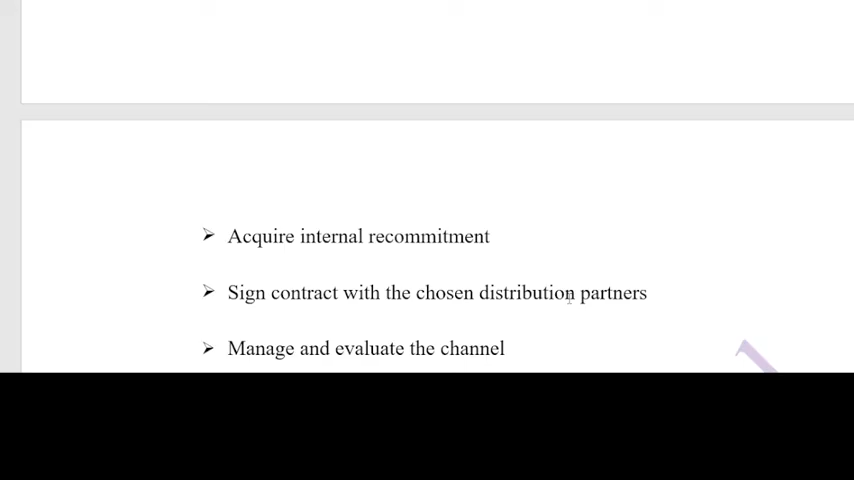 Acquire internal recommitment
Sign contract with the chosen distribution partners
Manage and evaluate the channel